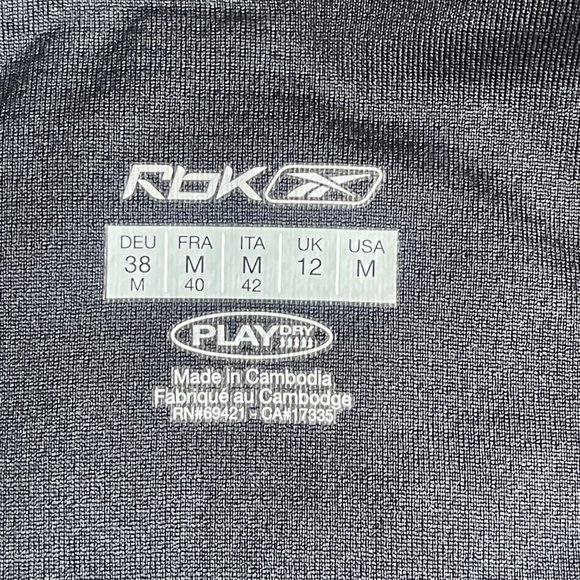 Rbk
DEU FRA ITA UK USA
38 M M 12 M
M 40 42
PLAY DRY
Made in Cambodia
Fabriqué au Cambodge
RN#69421 - CA#17335